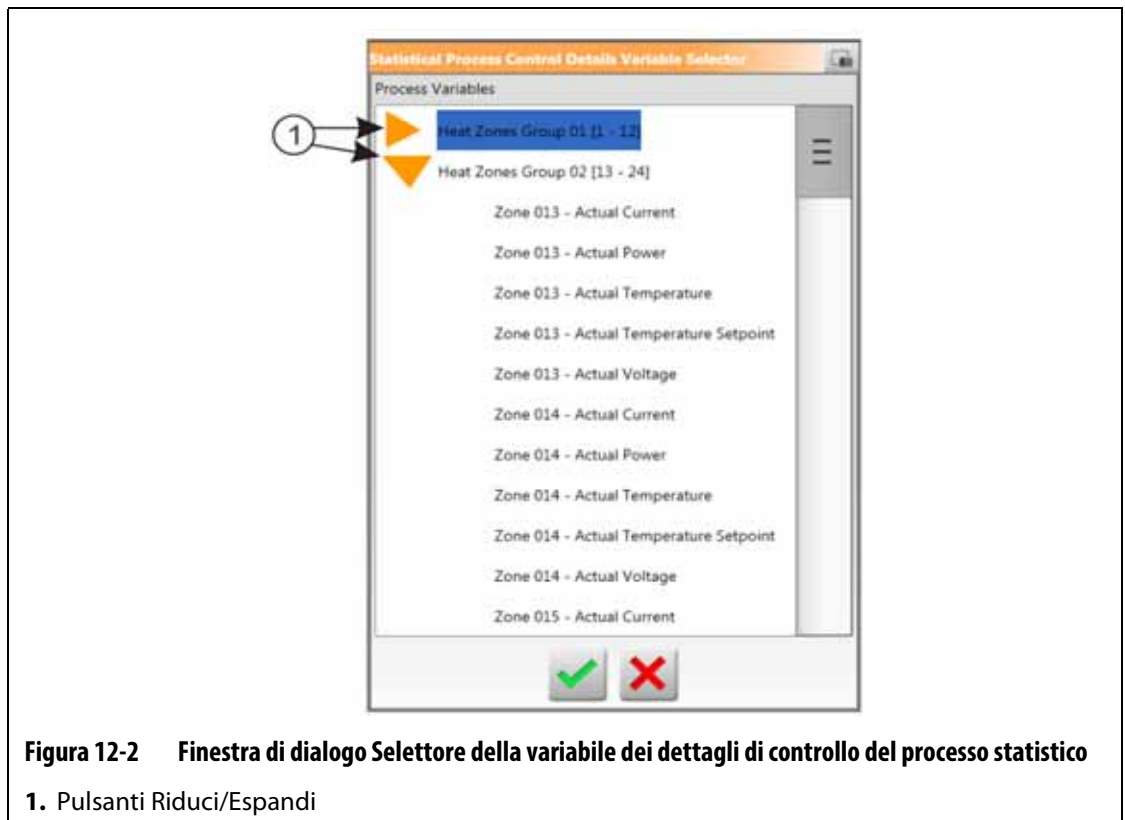 Statistical Process Control Details Variable Selector
Process Variables
Heat Zones Group 01 [1 - 12]
1
Heat Zones Group 02 [13 - 24]
Zone 013 - Actual Current
Zone 013 - Actual Power
Zone 013 - Actual Temperature
Zone 013 - Actual Temperature Setpoint
Zone 013 - Actual Voltage
Zone 014 - Actual Current
Zone 014 - Actual Power
Zone 014 - Actual Temperature
Zone 014 - Actual Temperature Setpoint
Zone 014 - Actual Voltage
Zone 015 - Actual Current
Figura 12-2 Finestra di dialogo Selettore della variabile dei dettagli di controllo del processo statistico
1. Pulsanti Riduci/Espandi